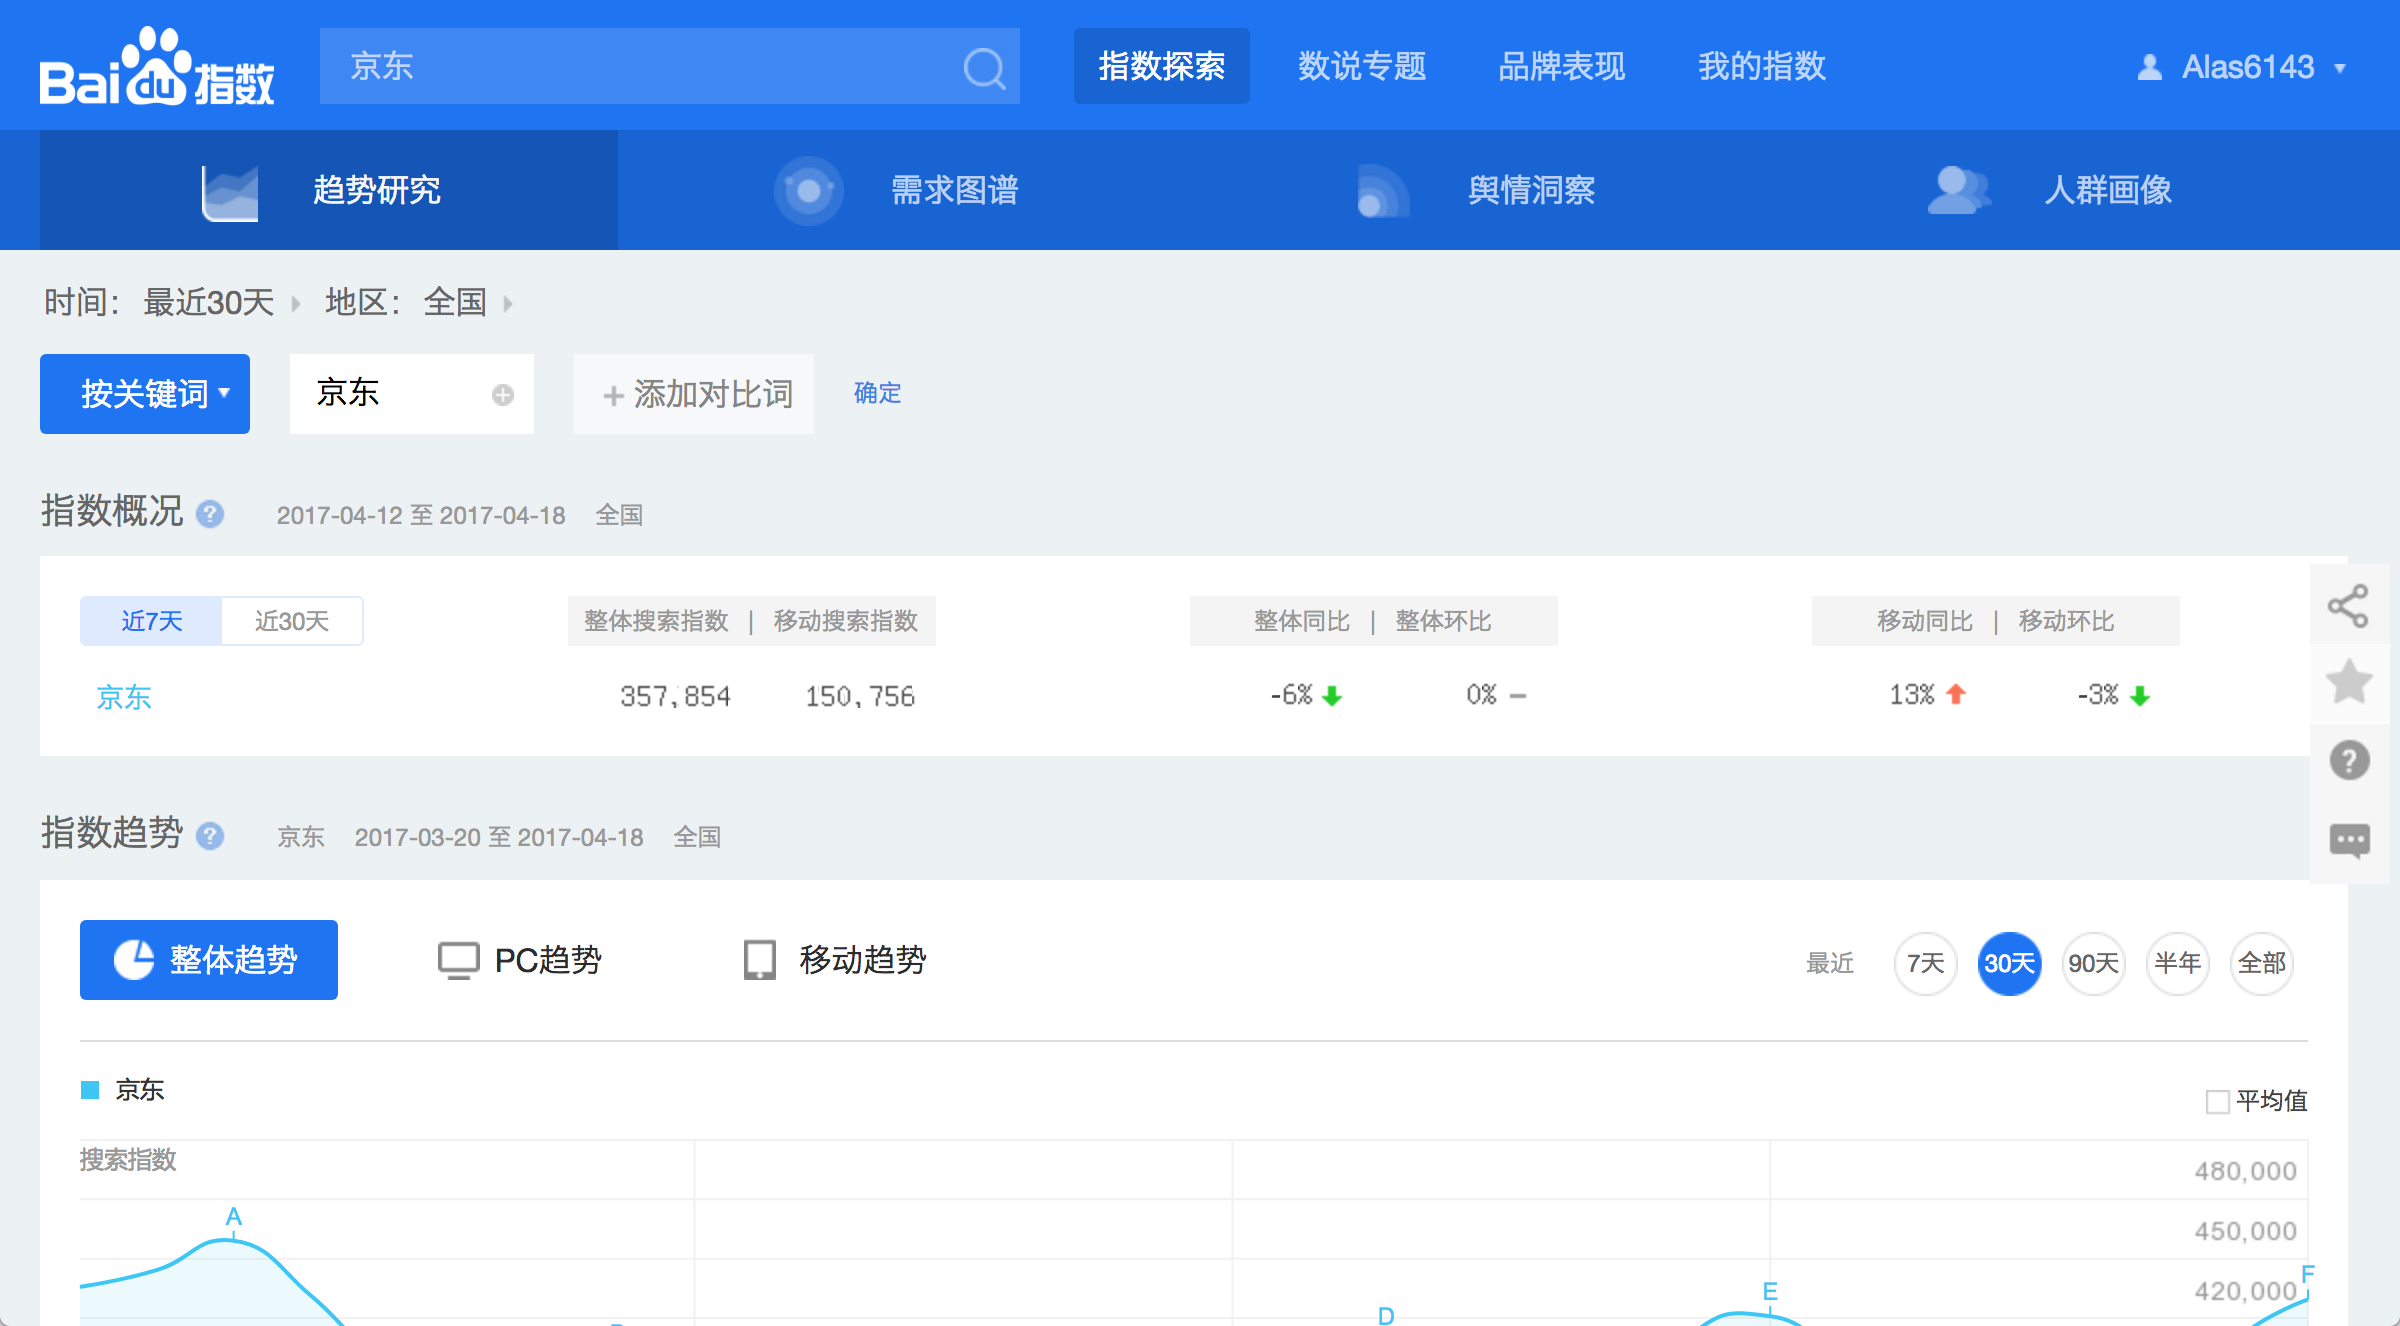 Bai du 指数
京东
指数探索 数说专题 品牌表现 我的指数
Alas6143
趋势研究 需求图谱 舆情洞察 人群画像
时间： 最近30天 地区： 全国
按关键词 京东 + 添加对比词 确定
指数概况 ? 2017-04-12 至 2017-04-18 全国
近7天 近30天 整体搜索指数 | 移动搜索指数 整体同比 | 整体环比 移动同比 | 移动环比
京东 357,854 150,756 -6% 0% 13% -3%
指数趋势 ? 京东 2017-03-20 至 2017-04-18 全国
整体趋势 PC趋势 移动趋势 最近 7天 30天 90天 半年 全部
京东
平均值
搜索指数
480,000
A
450,000
F
E
420,000
D